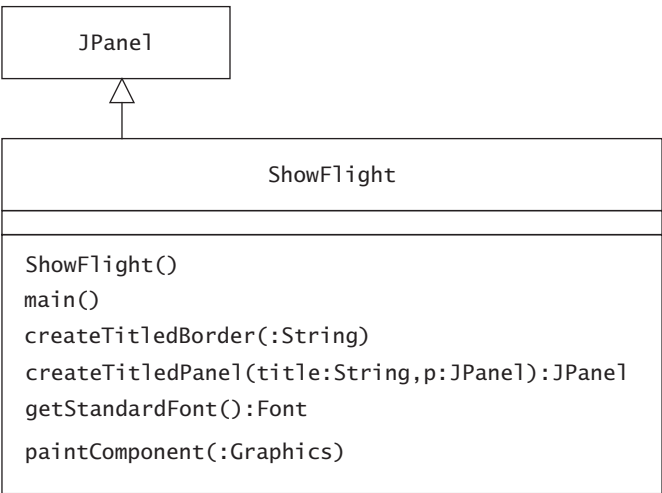 JPanel
ShowFlight
ShowFlight()
main()
createTitledBorder(:String)
createTitledPanel(title:String,p:JPanel):JPanel
getStandardFont():Font
paintComponent(:Graphics)